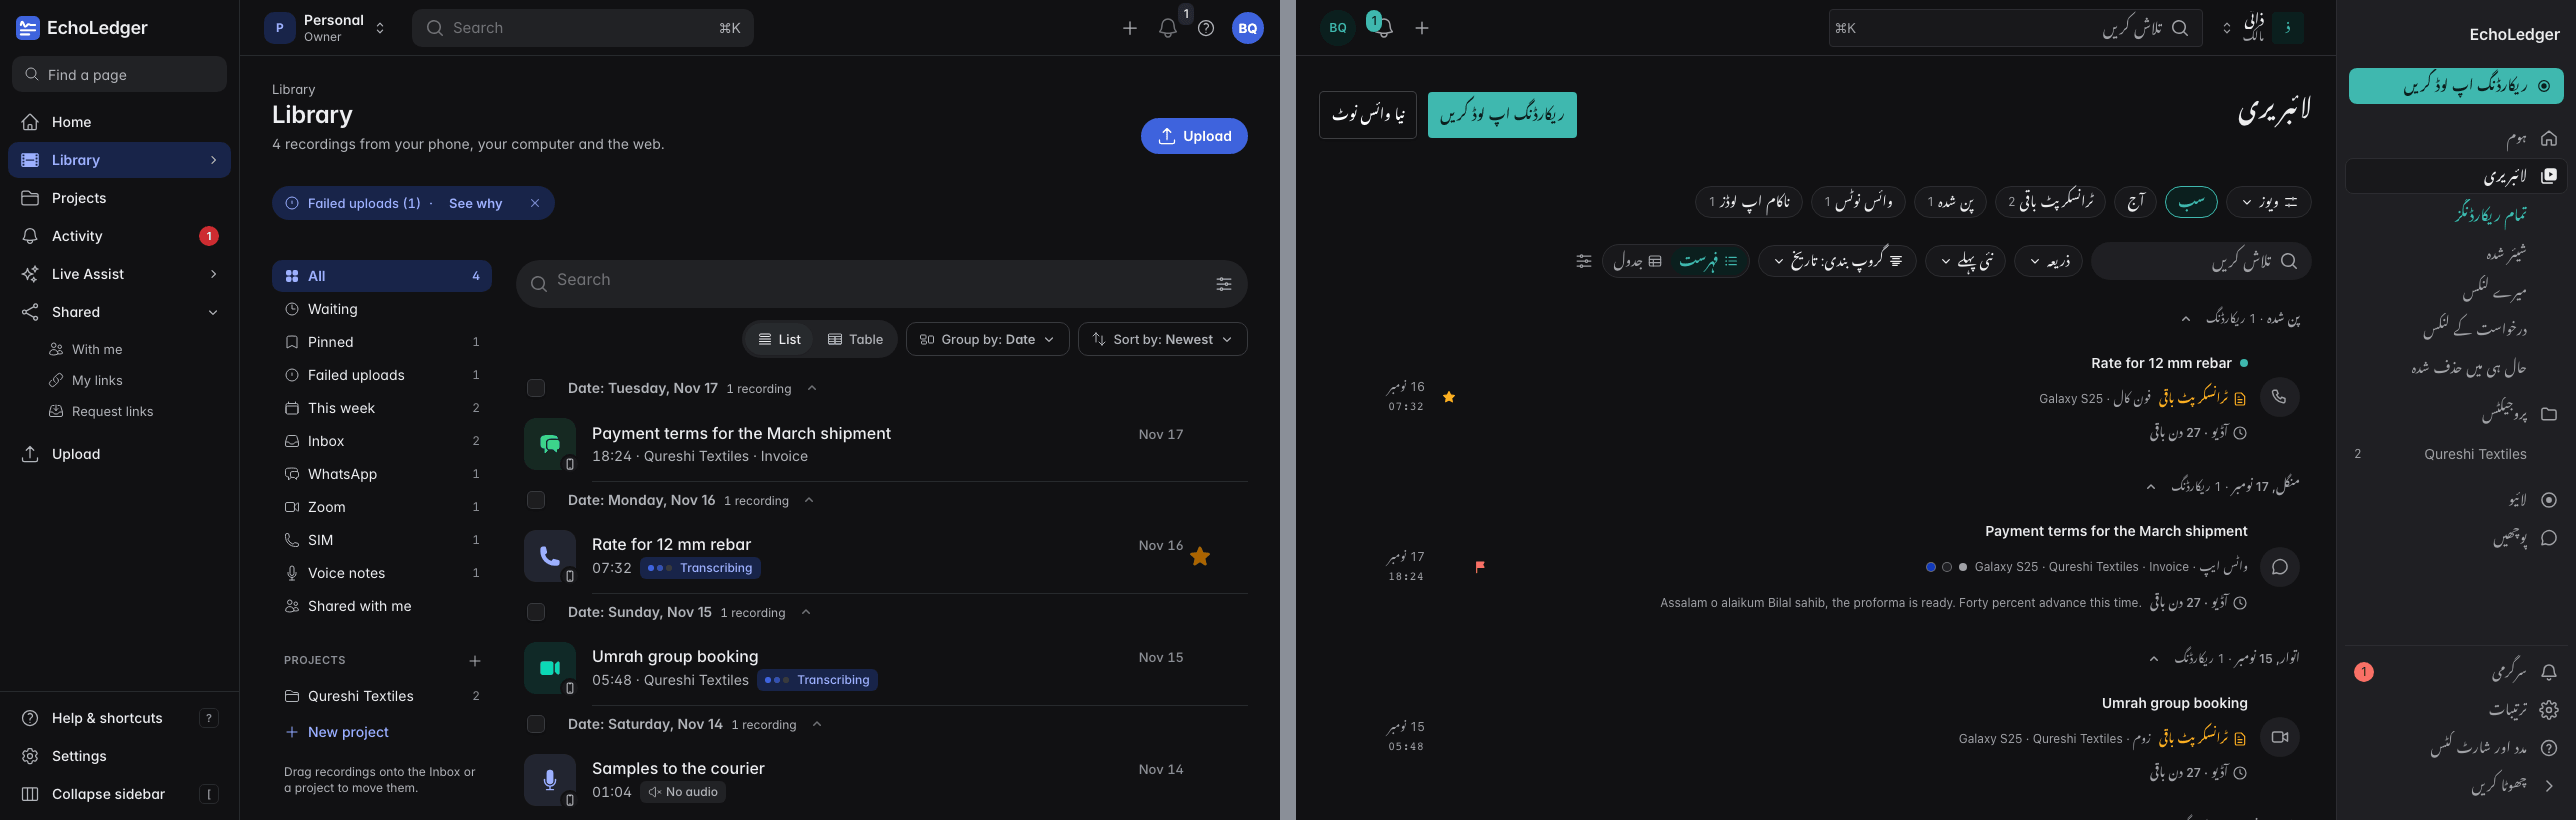 EchoLedger
Find a page
Home
Library
Projects
Activity 1
Live Assist
Shared
With me
My links
Request links
Upload
Help & shortcuts ?
Settings
Collapse sidebar [
P Personal
Owner
Search ⌘K
1
BQ
Library
Library
4 recordings from your phone, your computer and the web.
Upload
Failed uploads (1) · See why
All 4
Waiting
Pinned 1
Failed uploads 1
This week 2
Inbox 2
WhatsApp 1
Zoom 1
SIM 1
Voice notes 1
Shared with me
PROJECTS
Qureshi Textiles 2
New project
Drag recordings onto the Inbox or
a project to move them.
Search
List Table Group by: Date Sort by: Newest
Date: Tuesday, Nov 17 1 recording
Payment terms for the March shipment Nov 17
18:24 · Qureshi Textiles · Invoice
Date: Monday, Nov 16 1 recording
Rate for 12 mm rebar Nov 16
07:32 Transcribing
Date: Sunday, Nov 15 1 recording
Umrah group booking Nov 15
05:48 · Qureshi Textiles Transcribing
Date: Saturday, Nov 14 1 recording
Samples to the courier Nov 14
01:04 No audio
EchoLedger
ریکارڈنگ اپ لوڈ کریں
ہوم
لائبریری
تمام ریکارڈنگز
شیئر شدہ
میرے لنکس
درخواست کے لنکس
حال ہی میں حذف شدہ
پروجیکٹس
Qureshi Textiles 2
لائیو
پوچھیں
سرگرمی 1
ترتیبات
مدد اور شارٹ کٹس
چھوٹا کریں
ذ ذاتی
مالک
تلاش کریں ⌘K
1
BQ
لائبریری
ریکارڈنگ اپ لوڈ کریں
نیا وائس نوٹ
ویوز سب آج ٹرانسکرپٹ باقی 2 پن شدہ 1 وائس نوٹس 1 ناکام اپ لوڈز 1
تلاش کریں ذریعہ نئی پہلے گروپ بندی: تاریخ فہرست جدول
پن شدہ · 1 ریکارڈنگ
Rate for 12 mm rebar
ٹرانسکرپٹ باقی فون کال · Galaxy S25
آڈیو · 27 دن باقی
16 نومبر
07:32
منگل, 17 نومبر · 1 ریکارڈنگ
Payment terms for the March shipment
واٹس ایپ · Galaxy S25 · Qureshi Textiles · Invoice
آڈیو · 27 دن باقی Assalam o alaikum Bilal sahib, the proforma is ready. Forty percent advance this time.
17 نومبر
18:24
اتوار, 15 نومبر · 1 ریکارڈنگ
Umrah group booking
ٹرانسکرپٹ باقی زوم · Galaxy S25 · Qureshi Textiles
آڈیو · 27 دن باقی
15 نومبر
05:48